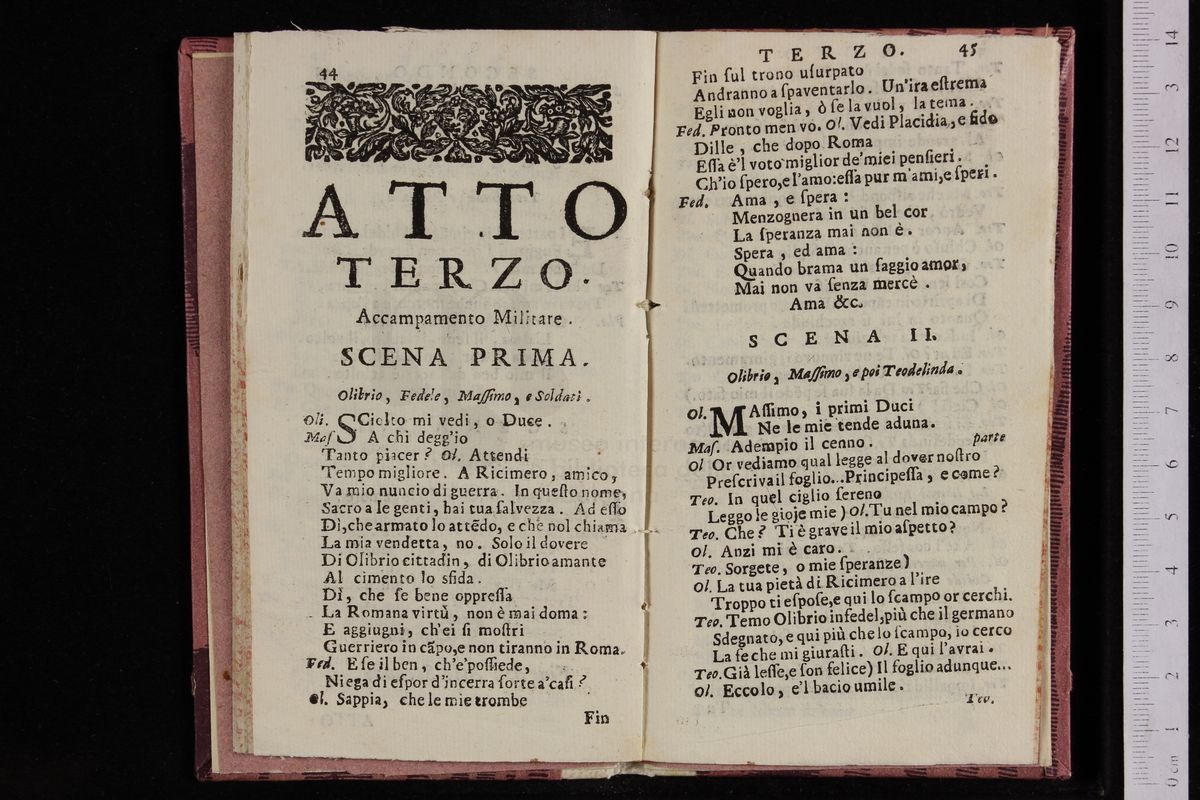 44
ATTO
TERZO.
Accampamento Militare.
SCENA PRIMA.
Olibrio, Fedele, Massimo, e Soldati.
Oli. SCiolto mi vedi, o Duce.
Maſ A chi degg'io
Tanto piacer? Ol. Attendi
Tempo migliore. A Ricimero, amico,
Va mio nuncio di guerra. In queſto nome,
Sacro a le genti, hai tua ſalvezza. Ad eſſo
Dì, che armato lo attẽdo, e che nol chiama
La mia vendetta, no. Solo il dovere
Di Olibrio cittadin, di Olibrio amante
Al cimento lo sfida.
Dì, che ſe bene oppreſſa
La Romana virtù, non è mai doma:
E aggiugni, ch'ei ſi moſtri
Guerriero in cãpo, e non tiranno in Roma.
Fed. E ſe il ben, ch'e' poſſiede,
Niega di eſpor d'incerra ſorte a' caſi?
Ol. Sappia, che le mie trombe
Fin
TERZO. 45
Fin ſul trono uſurpato
Andranno a ſpaventarlo. Un'ira eſtrema
Egli non voglia, ò ſe la vuol, la tema.
Fed. Pronto men vo. Ol. Vedi Placidia, e fido
Dille, che dopo Roma
Eſſa è'l voto miglior de' miei penſieri.
Ch'io ſpero, e l'amo: eſſa pur m'ami, e ſperi.
Fed. Ama, e ſpera:
Menzognera in un bel cor
La ſperanza mai non è.
Spera, ed ama:
Quando brama un ſaggio amor,
Mai non va ſenza mercè.
Ama &c.
SCENA II.
Olibrio, Maſſimo, e poi Teodelinda.
Ol. MAſſimo, i primi Duci
Ne le mie tende aduna.
Maſ. Adempio il cenno. parte
Ol Or vediamo qual legge al dover noſtro
Preſcriva il foglio... Principeſſa, e come?
Teo. In quel ciglio ſereno
Leggo le gioje mie) Ol. Tu nel mio campo?
Teo. Che? Ti è grave il mio aſpetto?
Ol. Anzi mi è caro.
Teo. Sorgete, o mie ſperanze)
Ol. La tua pietà di Ricimero a l'ire
Troppo ti eſpoſe, e qui lo ſcampo or cerchi.
Teo. Temo Olibrio infedel, più che il germano
Sdegnato, e qui più che lo ſcampo, io cerco
La fe che mi giuraſti. Ol. E qui l'avrai.
Teo. Già leſſe, e ſon felice) Il foglio adunque...
Ol. Eccolo, e'l bacio umile.
Teo.